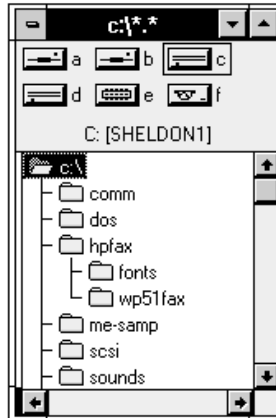 c:\*.*
a b c
d e f
C: [SHELDON1]
c:\
comm
dos
hpfax
fonts
wp51fax
me-samp
scsi
sounds